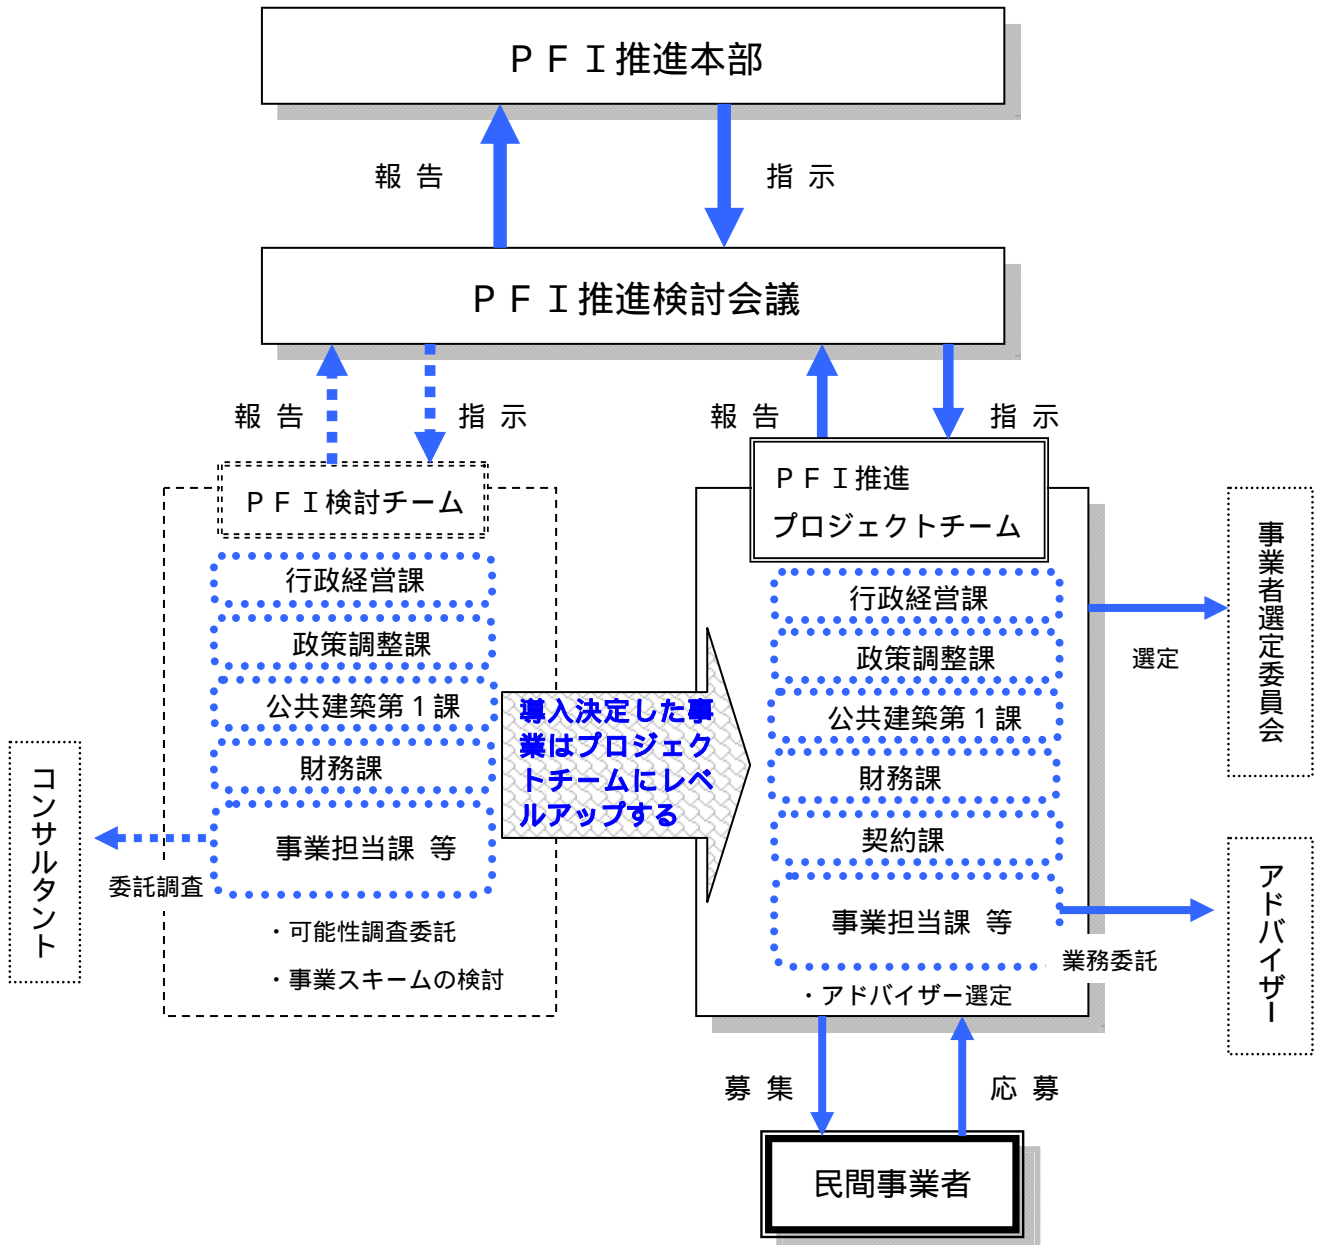 ＰＦＩ推進本部
報 告
指 示
ＰＦＩ推進検討会議
報 告
指 示
報 告
指 示
ＰＦＩ検討チーム
行政経営課
政策調整課
公共建築第１課
財務課
事業担当課 等
・可能性調査委託
・事業スキームの検討
コンサルタント
委託調査
導入決定した事
業はプロジェク
トチームにレベ
ルアップする
ＰＦＩ推進
プロジェクトチーム
行政経営課
政策調整課
公共建築第１課
財務課
契約課
事業担当課 等
・アドバイザー選定
選定
事業者選定委員会
業務委託
アドバイザー
募 集
応 募
民間事業者